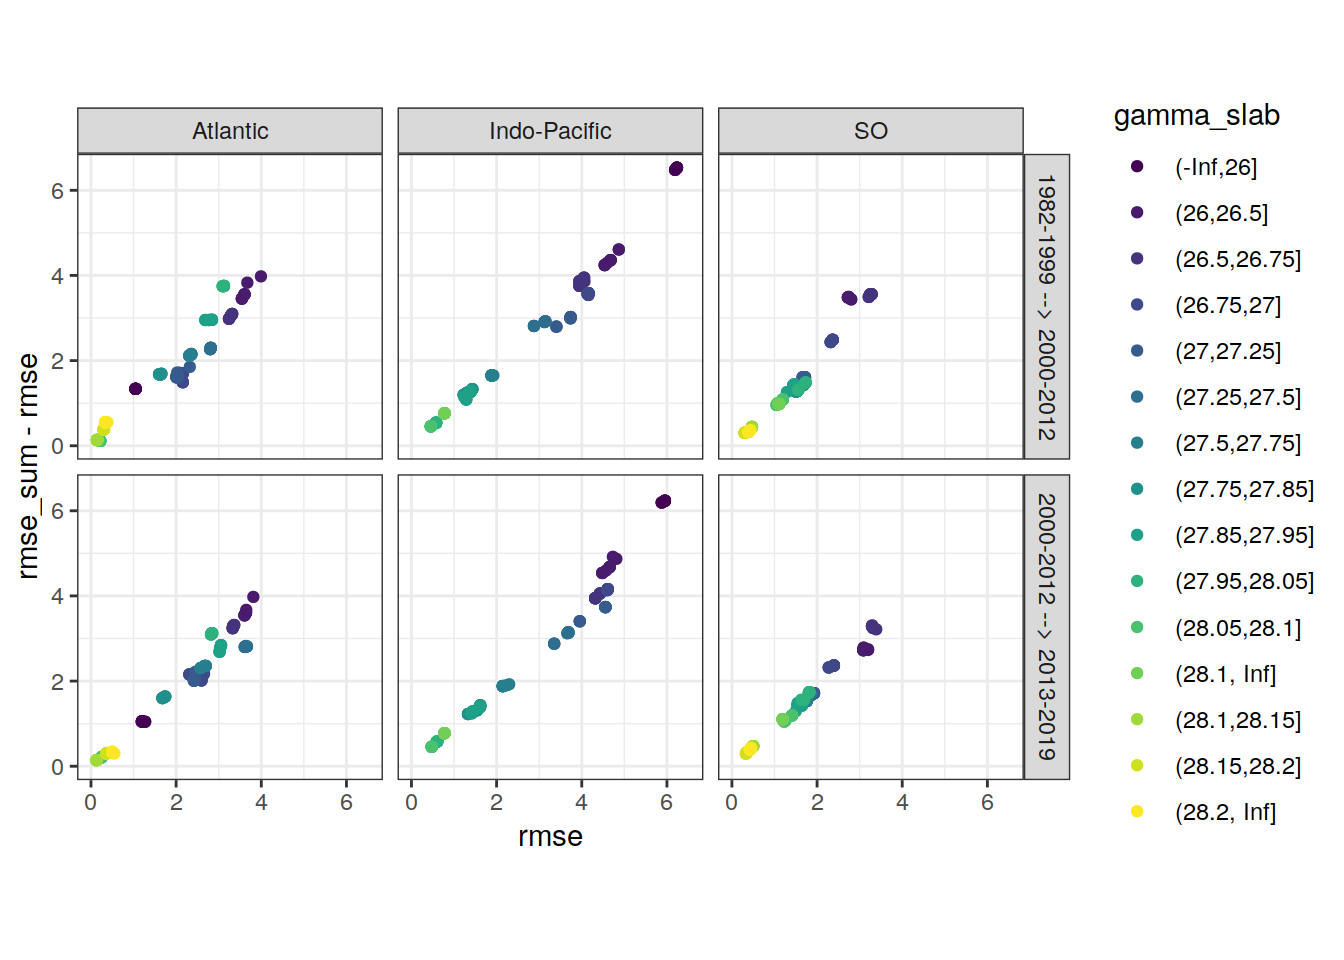 Atlantic
Indo-Pacific
SO
1982-1999 --> 2000-2012
2000-2012 --> 2013-2019
rmse_sum - rmse
6
4
2
0
6
4
2
0
0 2 4 6
0 2 4 6
0 2 4 6
rmse
gamma_slab
(-Inf,26]
(26,26.5]
(26.5,26.75]
(26.75,27]
(27,27.25]
(27.25,27.5]
(27.5,27.75]
(27.75,27.85]
(27.85,27.95]
(27.95,28.05]
(28.05,28.1]
(28.1, Inf]
(28.1,28.15]
(28.15,28.2]
(28.2, Inf]